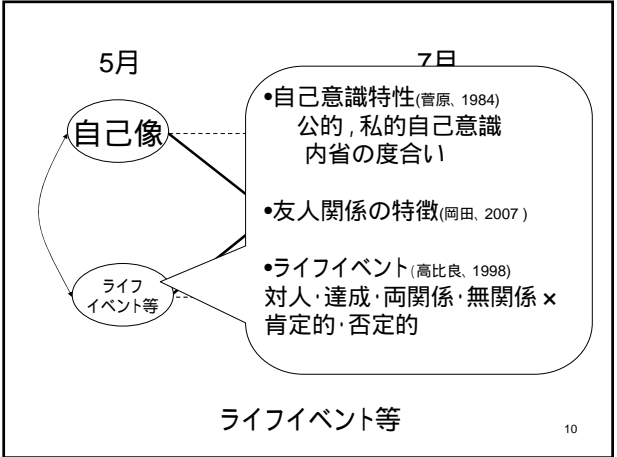 5月
7月
自己像
•自己意識特性(菅原、1984)
公的，私的自己意識
内省の度合い
•友人関係の特徴(岡田、2007)
•ライフイベント(高比良、1998)
対人･達成･両関係･無関係×
肯定的･否定的
ライフ
イベント等
ライフイベント等
10